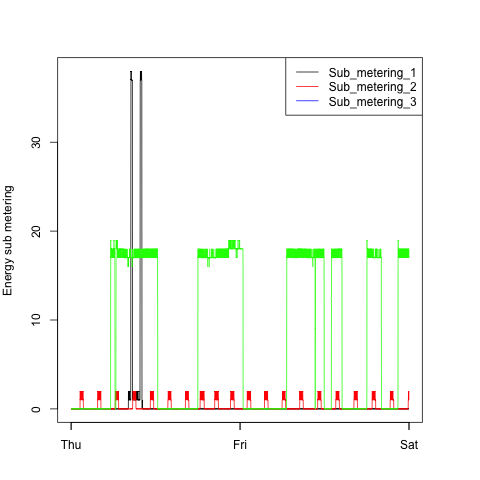 Sub_metering_1
Sub_metering_2
Sub_metering_3
Energy sub metering
30
20
10
0
Thu Fri Sat